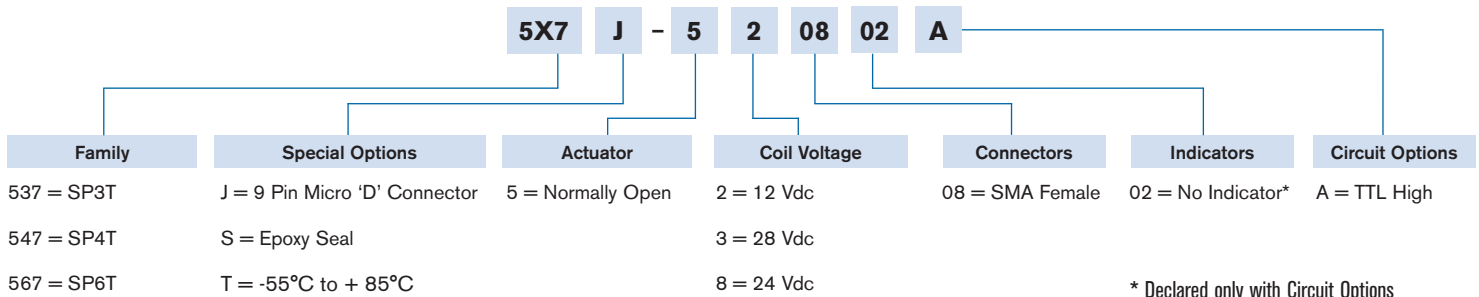 5X7 J – 5 2 08 02 A
Family Special Options Actuator Coil Voltage Connectors Indicators Circuit Options
537 = SP3T J = 9 Pin Micro ‘D’ Connector 5 = Normally Open 2 = 12 Vdc 08 = SMA Female 02 = No Indicator* A = TTL High
547 = SP4T S = Epoxy Seal 3 = 28 Vdc
567 = SP6T T = -55°C to + 85°C 8 = 24 Vdc * Declared only with Circuit Options